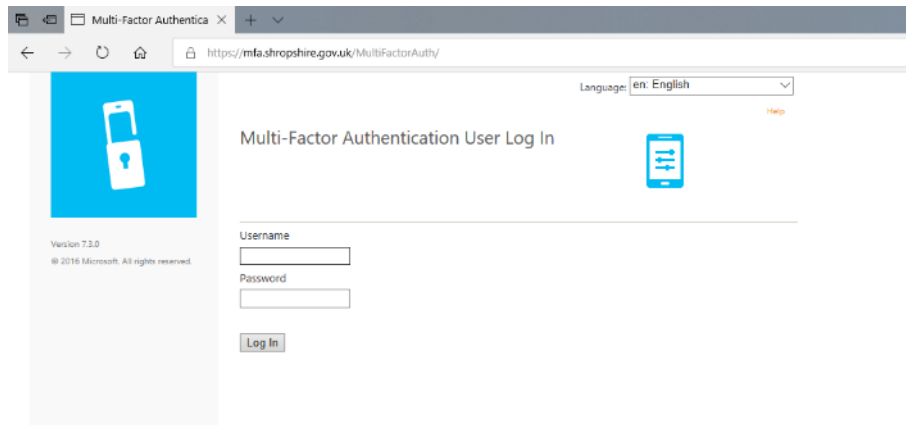 Multi-Factor Authentica
https://mfa.shropshire.gov.uk/MultiFactorAuth/
Language: en: English
Help
Multi-Factor Authentication User Log In
Version 7.3.0
© 2016 Microsoft. All rights reserved.
Username
Password
Log In